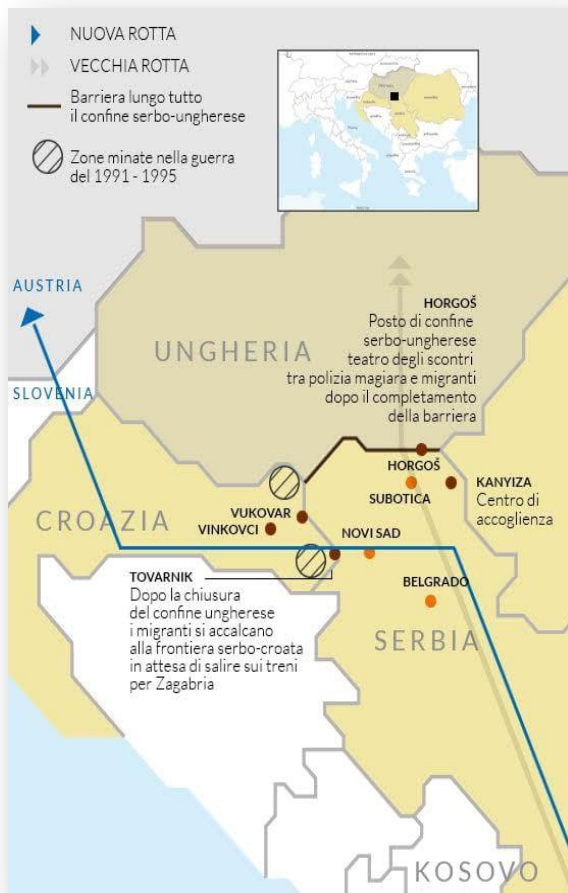 NUOVA ROTTA
VECCHIA ROTTA
Barriera lungo tutto
il confine serbo-ungherese
Zone minate nella guerra
del 1991 - 1995
AUSTRIA
SLOVENIA
UNGHERIA
HORGOŠ
Posto di confine
serbo-ungherese
teatro degli scontri
tra polizia magiara e migranti
dopo il completamento
della barriera
HORGOŠ
SUBOTICA
KANYIZA
Centro di
accoglienza
CROAZIA
VUKOVAR
VINKOVCI
NOVI SAD
TOVARNIK
Dopo la chiusura
del confine ungherese
i migranti si accalcano
alla frontiera serbo-croata
in attesa di salire sui treni
per Zagabria
BELGRADO
SERBIA
KOSOVO